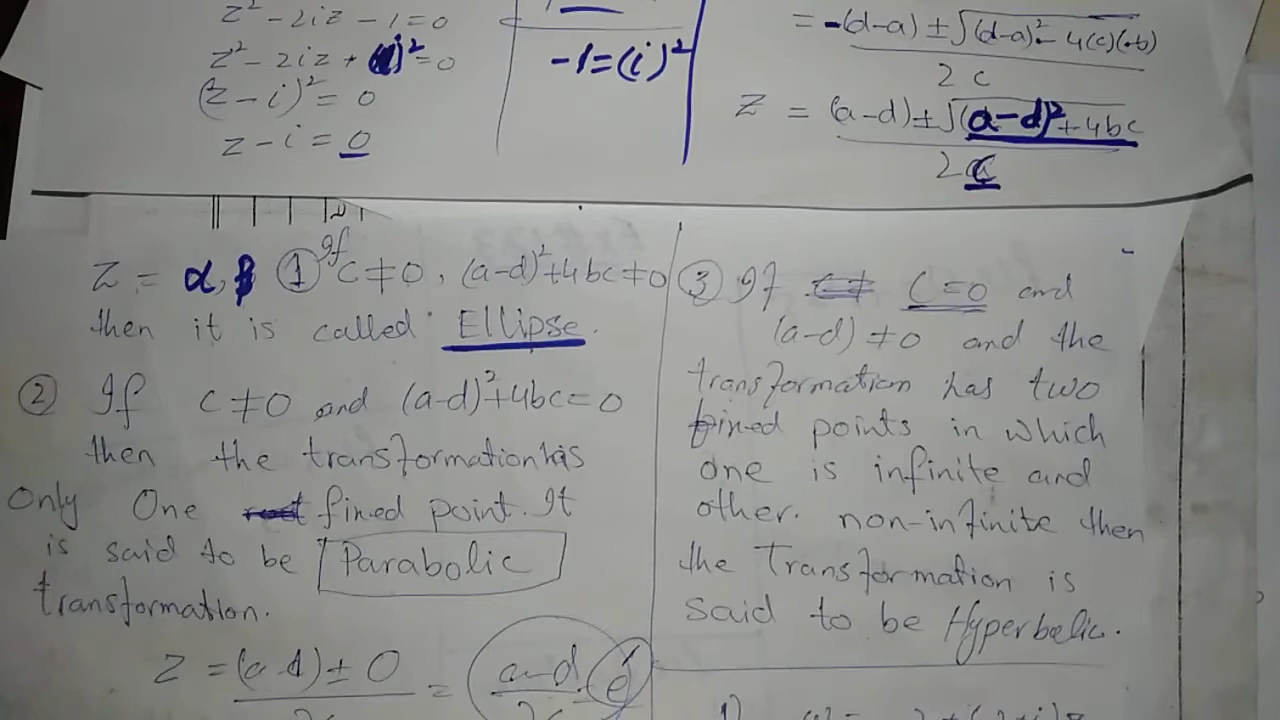 z² - 2iz - 1 = 0
z² - 2iz + (i)² = 0
(z - i)² = 0
z - i = 0
-1 = (i)²
= -(d-a) ± √(d-a)² - 4(c)(-b)
2c
z = (a-d) ± √(a-d)² + 4bc
2c
z = α, β ① If c ≠ 0, (a-d)² + 4bc ≠ 0
then it is called Ellipse.
② If c ≠ 0 and (a-d)² + 4bc = 0
then the transformation has
Only One fined point. It
is said to be Parabolic
transformation.
z = (a-d) ± 0 = a-d
③ If C = 0 and
(a-d) ≠ 0 and the
transformation has two
fined points in which
one is infinite and
other. non-infinite then
the Transformation is
said to be Hyperbolic.